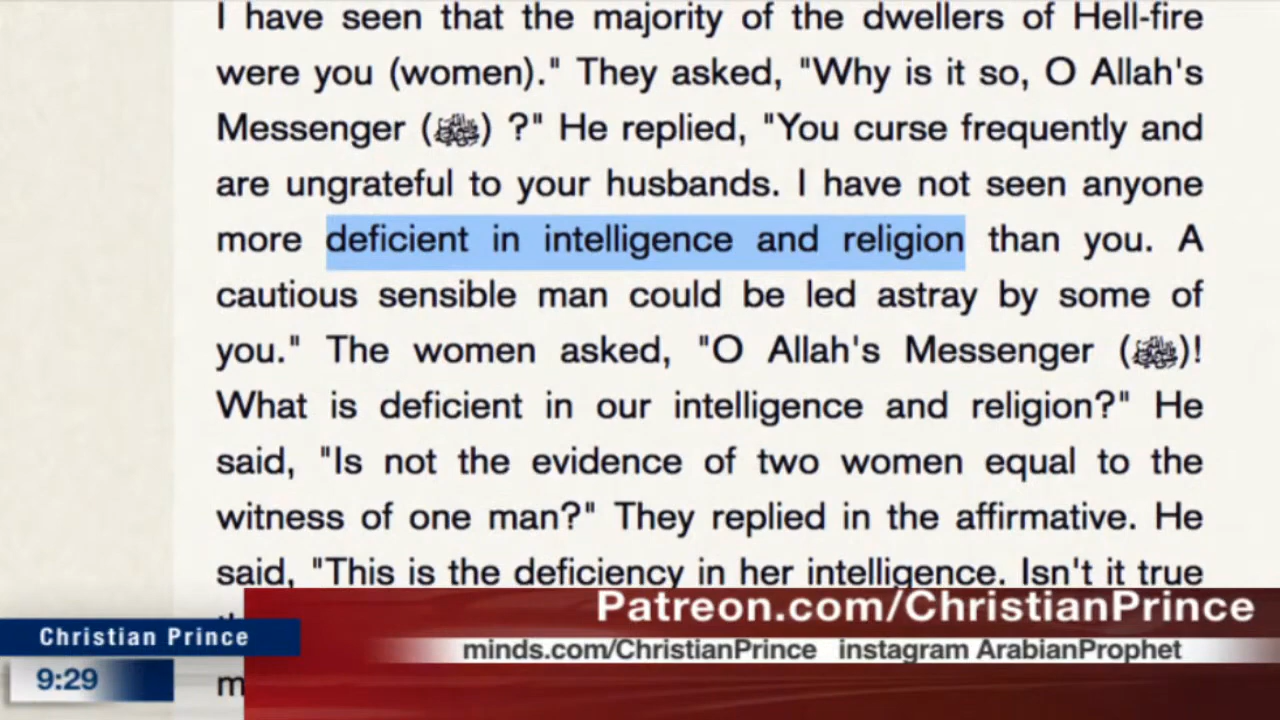 I have seen that the majority of the dwellers of Hell-fire
were you (women)." They asked, "Why is it so, O Allah's
Messenger (ﷺ) ?" He replied, "You curse frequently and
are ungrateful to your husbands. I have not seen anyone
more deficient in intelligence and religion than you. A
cautious sensible man could be led astray by some of
you." The women asked, "O Allah's Messenger (ﷺ)!
What is deficient in our intelligence and religion?" He
said, "Is not the evidence of two women equal to the
witness of one man?" They replied in the affirmative. He
said, "This is the deficiency in her intelligence. Isn't it true
Patreon.com/ChristianPrince
Christian Prince
minds.com/ChristianPrince instagram ArabianProphet
9:29